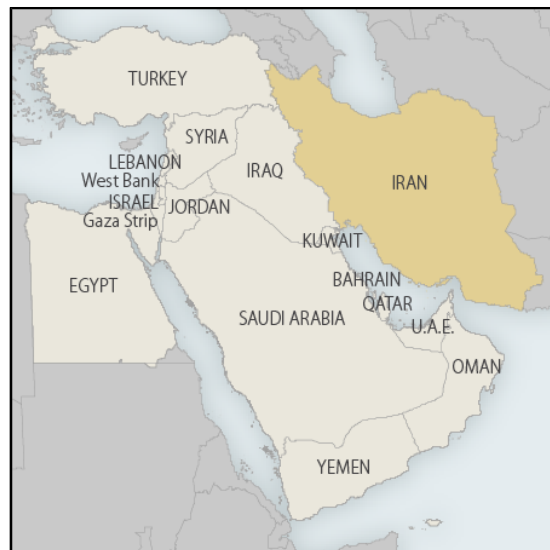 TURKEY
SYRIA
LEBANON
West Bank
IRAQ
IRAN
ISRAEL
JORDAN
Gaza Strip
KUWAIT
EGYPT
BAHRAIN
QATAR
SAUDI ARABIA
U.A.E.
OMAN
YEMEN